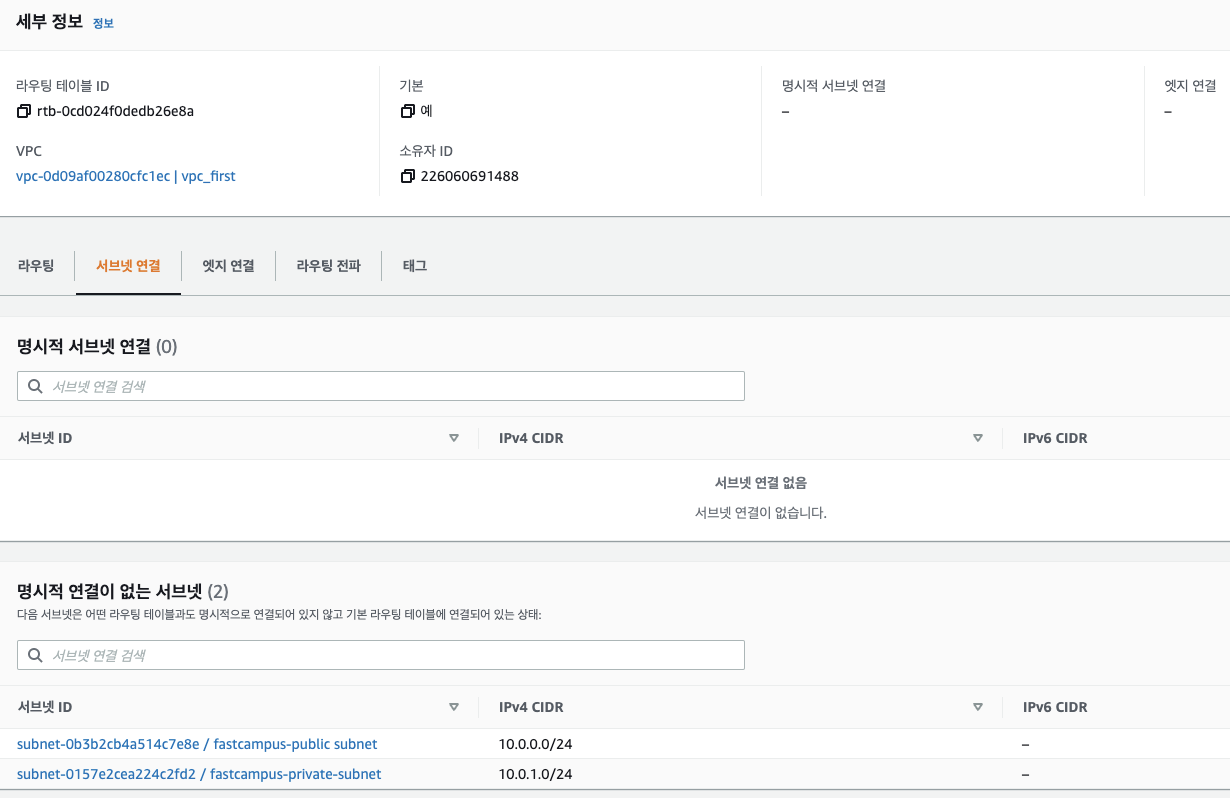 세부 정보 정보
라우팅 테이블 ID
rtb-0cd024f0dedb26e8a
기본
예
명시적 서브넷 연결
–
엣지 연결
–
VPC
vpc-0d09af00280cfc1ec | vpc_first
소유자 ID
226060691488
라우팅 서브넷 연결 엣지 연결 라우팅 전파 태그
명시적 서브넷 연결 (0)
서브넷 연결 검색
서브넷 ID IPv4 CIDR IPv6 CIDR
서브넷 연결 없음
서브넷 연결이 없습니다.
명시적 연결이 없는 서브넷 (2)
다음 서브넷은 어떤 라우팅 테이블과도 명시적으로 연결되어 있지 않고 기본 라우팅 테이블에 연결되어 있는 상태:
서브넷 연결 검색
서브넷 ID IPv4 CIDR IPv6 CIDR
subnet-0b3b2cb4a514c7e8e / fastcampus-public subnet 10.0.0.0/24 –
subnet-0157e2cea224c2fd2 / fastcampus-private-subnet 10.0.1.0/24 –